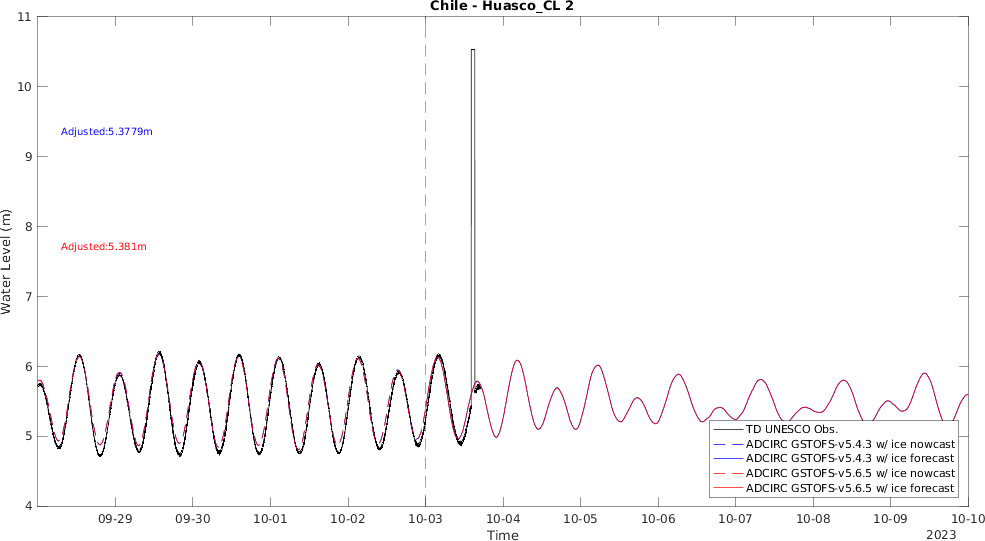 Chile - Huasco_CL 2
11
10
9
8
7
6
5
4
Water Level (m)
Adjusted:5.3779m
Adjusted:5.381m
TD UNESCO Obs.
ADCIRC GSTOFS-v5.4.3 w/ ice nowcast
ADCIRC GSTOFS-v5.4.3 w/ ice forecast
ADCIRC GSTOFS-v5.6.5 w/ ice nowcast
ADCIRC GSTOFS-v5.6.5 w/ ice forecast
09-29 09-30 10-01 10-02 10-03 10-04 10-05 10-06 10-07 10-08 10-09 10-10
Time
2023